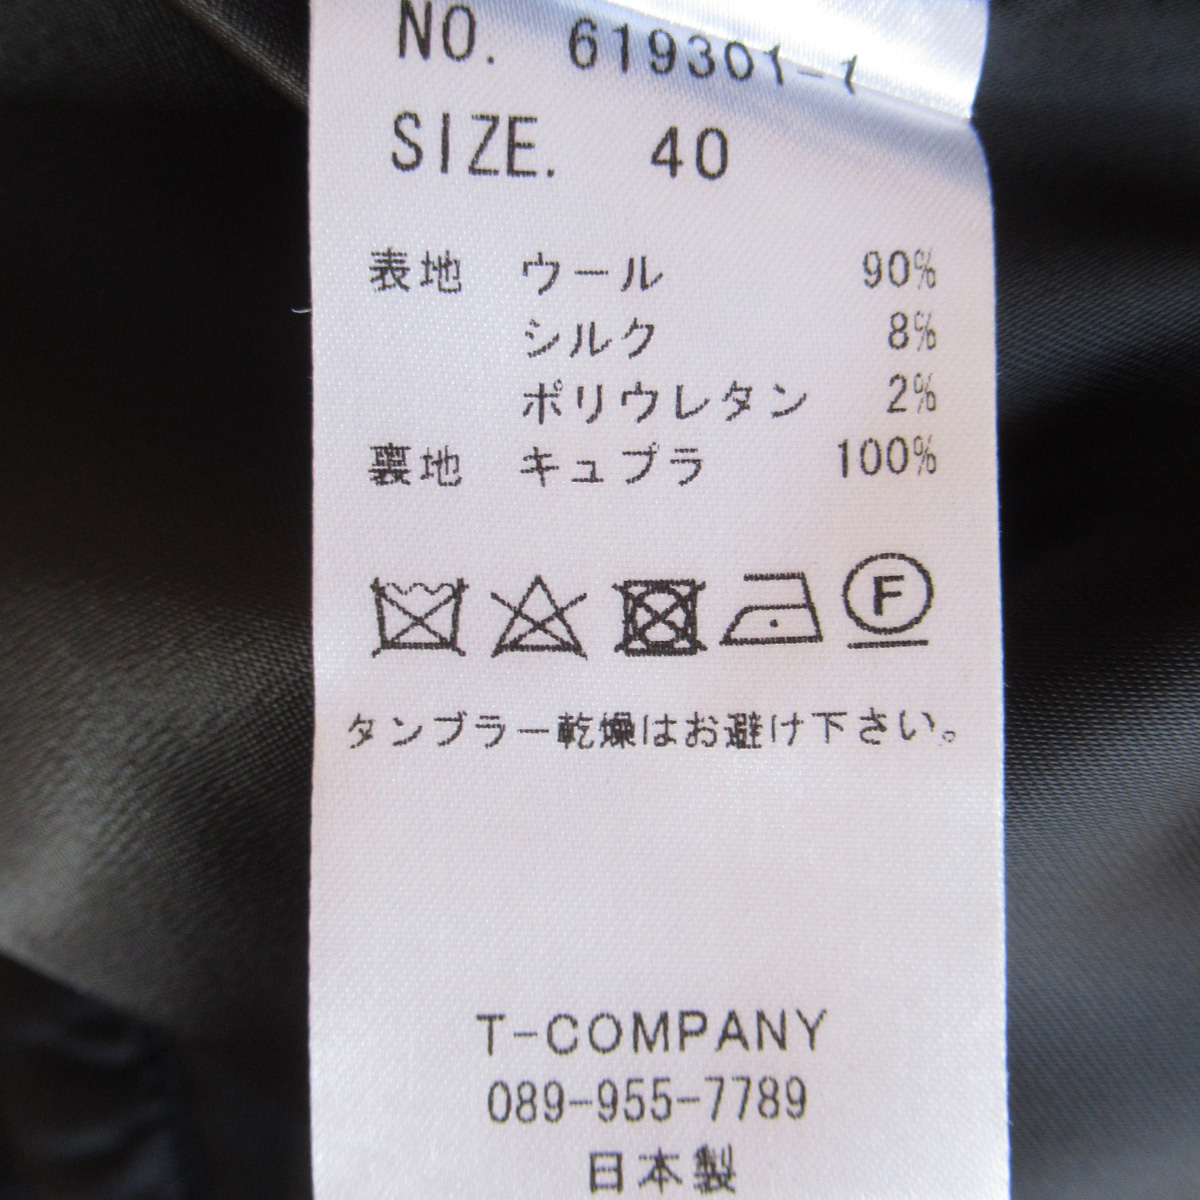 NO. 619301-1
SIZE. 40
表地 ウール 90%
シルク 8%
ポリウレタン 2%
裏地 キュプラ 100%
F
タンブラー乾燥はお避け下さい。
T-COMPANY
089-955-7789
日本製